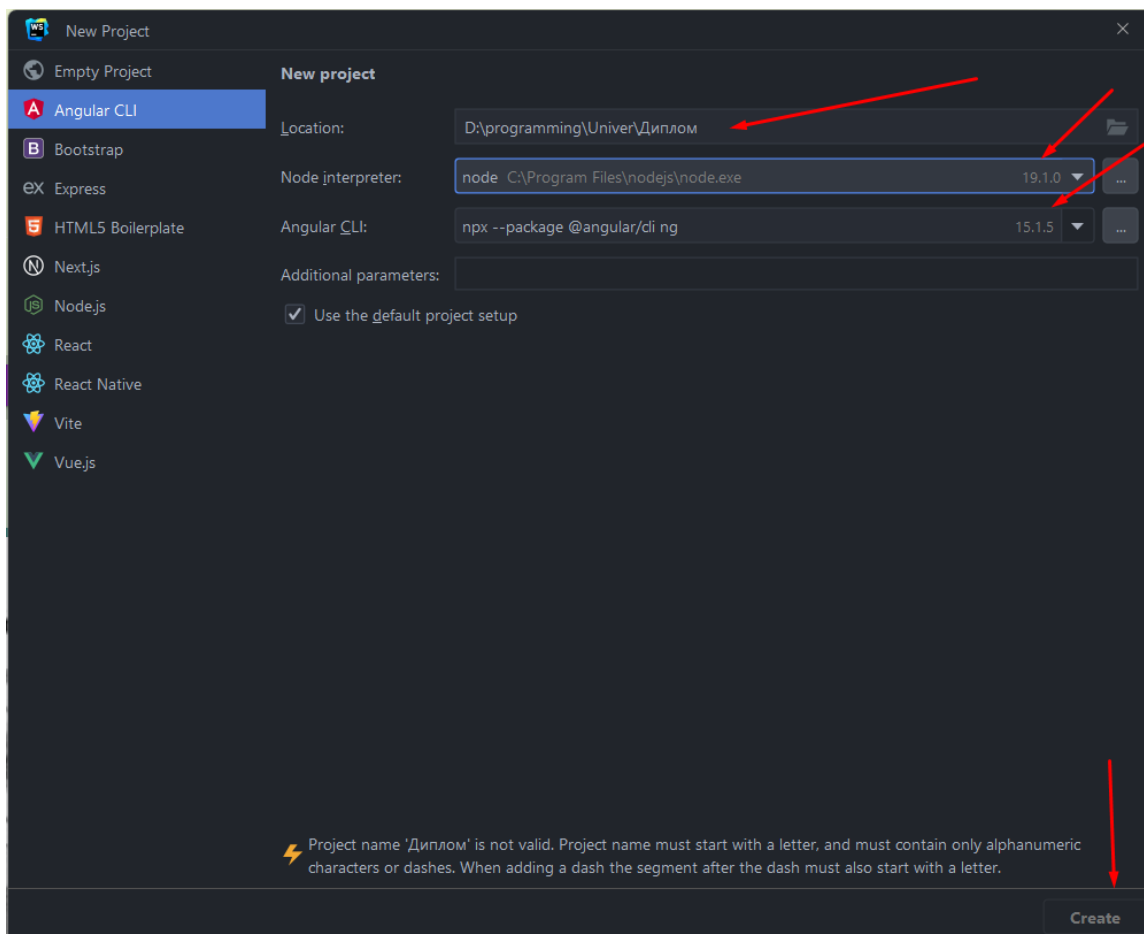 WS New Project
Empty Project
Angular CLI
Bootstrap
ex Express
HTML5 Boilerplate
Next.js
Node.js
React
React Native
Vite
Vue.js
New project
Location: D:\programming\Univer\Диплом
Node interpreter: node C:\Program Files\nodejs\node.exe 19.1.0 ...
Angular CLI: npx --package @angular/cli ng 15.1.5 ...
Additional parameters:
Use the default project setup
Project name 'Диплом' is not valid. Project name must start with a letter, and must contain only alphanumeric
characters or dashes. When adding a dash the segment after the dash must also start with a letter.
Create